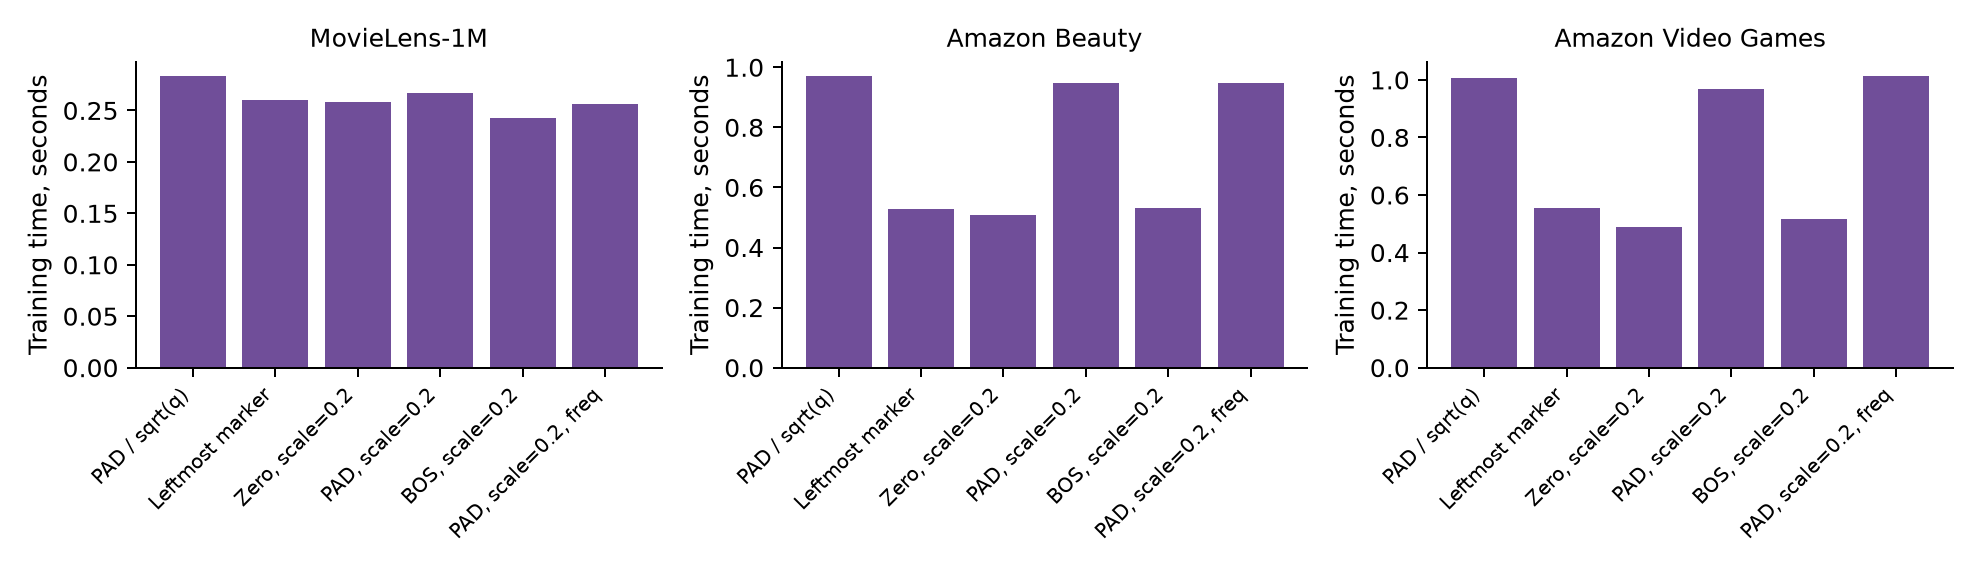 MovieLens-1M
Training time, seconds
0.25
0.20
0.15
0.10
0.05
0.00
PAD / sqrt(q)
Leftmost marker
Zero, scale=0.2
PAD, scale=0.2
BOS, scale=0.2
PAD, scale=0.2, freq
Amazon Beauty
Training time, seconds
1.0
0.8
0.6
0.4
0.2
0.0
PAD / sqrt(q)
Leftmost marker
Zero, scale=0.2
PAD, scale=0.2
BOS, scale=0.2
PAD, scale=0.2, freq
Amazon Video Games
Training time, seconds
1.0
0.8
0.6
0.4
0.2
0.0
PAD / sqrt(q)
Leftmost marker
Zero, scale=0.2
PAD, scale=0.2
BOS, scale=0.2
PAD, scale=0.2, freq